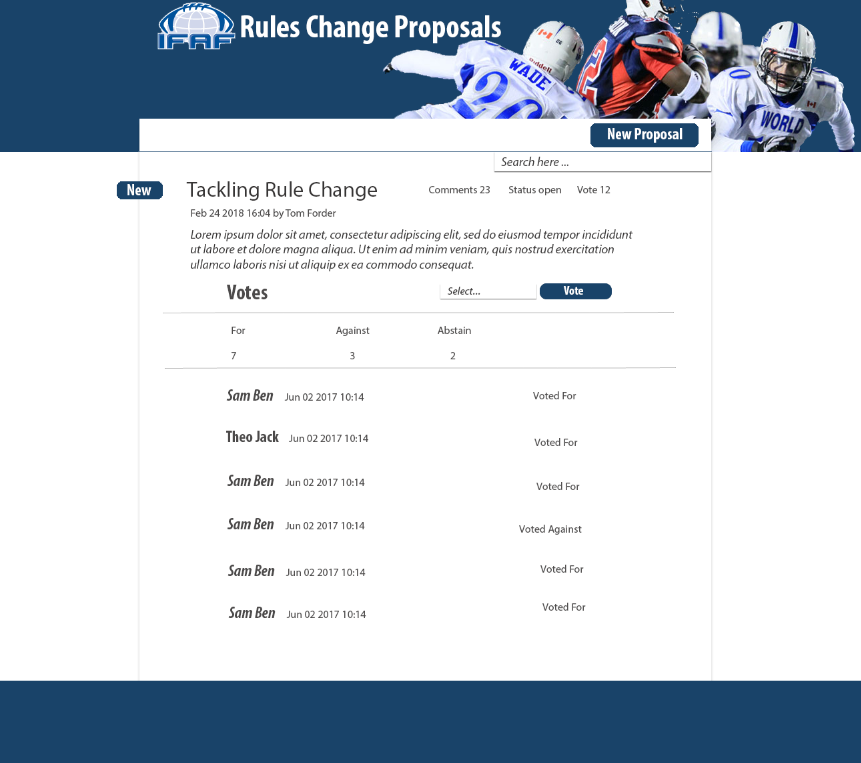 IFAF
Rules Change Proposals
26
Riddell
WADE
26
2
0
1
WORLD
New Proposal
Search here ...
New
Tackling Rule Change
Comments 23 Status open Vote 12
Feb 24 2018 16:04 by Tom Forder
Lorem ipsum dolor sit amet, consectetur adipiscing elit, sed do eiusmod tempor incididunt
ut labore et dolore magna aliqua. Ut enim ad minim veniam, quis nostrud exercitation
ullamco laboris nisi ut aliquip ex ea commodo consequat.
Votes
Select...
Vote
For Against Abstain
7 3 2
Sam Ben Jun 02 2017 10:14 Voted For
Theo Jack Jun 02 2017 10:14 Voted For
Sam Ben Jun 02 2017 10:14 Voted For
Sam Ben Jun 02 2017 10:14 Voted Against
Sam Ben Jun 02 2017 10:14 Voted For
Sam Ben Jun 02 2017 10:14 Voted For